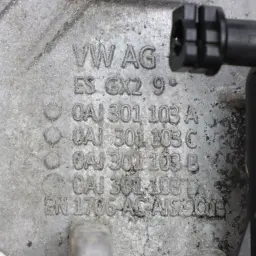 VW AG
ES GX2 9
0AJ 301 103 A
0AJ 301 103 C
0AJ 301 103 B
0AJ 301 103
EN 1706-AC-